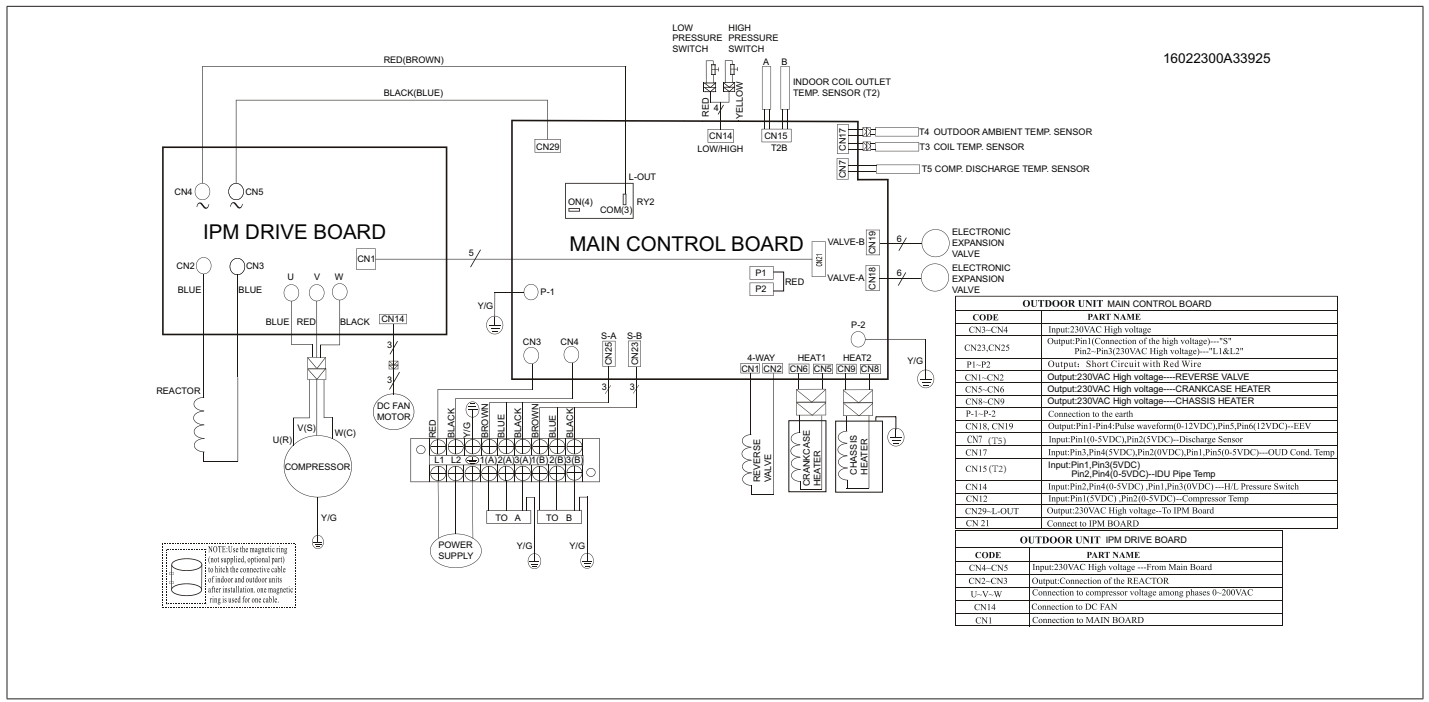 LOW
PRESSURE
SWITCH
HIGH
PRESSURE
SWITCH
16022300A33925
RED(BROWN)
BLACK(BLUE)
A B
INDOOR COIL OUTLET
TEMP. SENSOR (T2)
RED
4
YELLOW
CN14
LOW/HIGH
CN15
T2B
CN17
T4 OUTDOOR AMBIENT TEMP. SENSOR
T3 COIL TEMP. SENSOR
CN7
T5 COMP. DISCHARGE TEMP. SENSOR
CN29
L-OUT
ON(4)
COM(3)
RY2
CN4
CN5
IPM DRIVE BOARD
MAIN CONTROL BOARD
CN2
CN3
BLUE
BLUE
CN1
5
CN21
VALVE-B
CN19
6
ELECTRONIC
EXPANSION
VALVE
VALVE-A
CN18
6
ELECTRONIC
EXPANSION
VALVE
P1
P2
RED
U V W
BLUE RED BLACK
CN14
3
3
DC FAN
MOTOR
P-1
Y/G
P-2
Y/G
CN3
CN4
S-A
CN25
S-B
CN23
3
3
4-WAY
CN1 CN2
HEAT1
CN6 CN5
HEAT2
CN9 CN8
REACTOR
V(S)
U(R)
W(C)
COMPRESSOR
Y/G
RED
BLACK
Y/G
BROWN
BLUE
BLACK
BROWN
BLUE
BLACK
L1 L2 1(A) 2(A) 3(A) 1(B) 2(B) 3(B)
TO A
TO B
POWER
SUPPLY
Y/G
Y/G
REVERSE
VALVE
CRANKCASE
HEATER
CHASSIS
HEATER
NOTE:Use the magnetic ring
(not supplied, optional part)
to hitch the connective cable
of indoor and outdoor units
after installation. one magnetic
ring is used for one cable.
OUTDOOR UNIT MAIN CONTROL BOARD
CODE PART NAME
CN3~CN4 Input:230VAC High voltage
CN23,CN25 Output:Pin1(Connection of the high voltage)---"S"
Pin2~Pin3(230VAC High voltage)---"L1&L2"
P1~P2 Output: Short Circuit with Red Wire
CN1~CN2 Output:230VAC High voltage----REVERSE VALVE
CN5~CN6 Output:230VAC High voltage----CRANKCASE HEATER
CN8~CN9 Output:230VAC High voltage----CHASSIS HEATER
P-1~P-2 Connection to the earth
CN18, CN19 Output:Pin1-Pin4:Pulse waveform(0-12VDC),Pin5,Pin6(12VDC)--EEV
CN7 (T5) Input:Pin1(0-5VDC),Pin2(5VDC)--Discharge Sensor
CN17 Input:Pin3,Pin4(5VDC),Pin2(0VDC),Pin1,Pin5(0-5VDC)---OUD Cond. Temp
CN15(T2) Input:Pin1,Pin3(5VDC)
Pin2,Pin4(0-5VDC)--IDU Pipe Temp
CN14 Input:Pin2,Pin4(0-5VDC) ,Pin1,Pin3(0VDC) ---H/L Pressure Switch
CN12 Input:Pin1(5VDC) ,Pin2(0-5VDC)--Compressor Temp
CN29~L-OUT Output:230VAC High voltage--To IPM Board
CN 21 Connect to IPM BOARD
OUTDOOR UNIT IPM DRIVE BOARD
CODE PART NAME
CN4~CN5 Input:230VAC High voltage ---From Main Board
CN2~CN3 Output:Connection of the REACTOR
U~V~W Connection to compressor voltage among phases 0~200VAC
CN14 Connection to DC FAN
CN1 Connection to MAIN BOARD